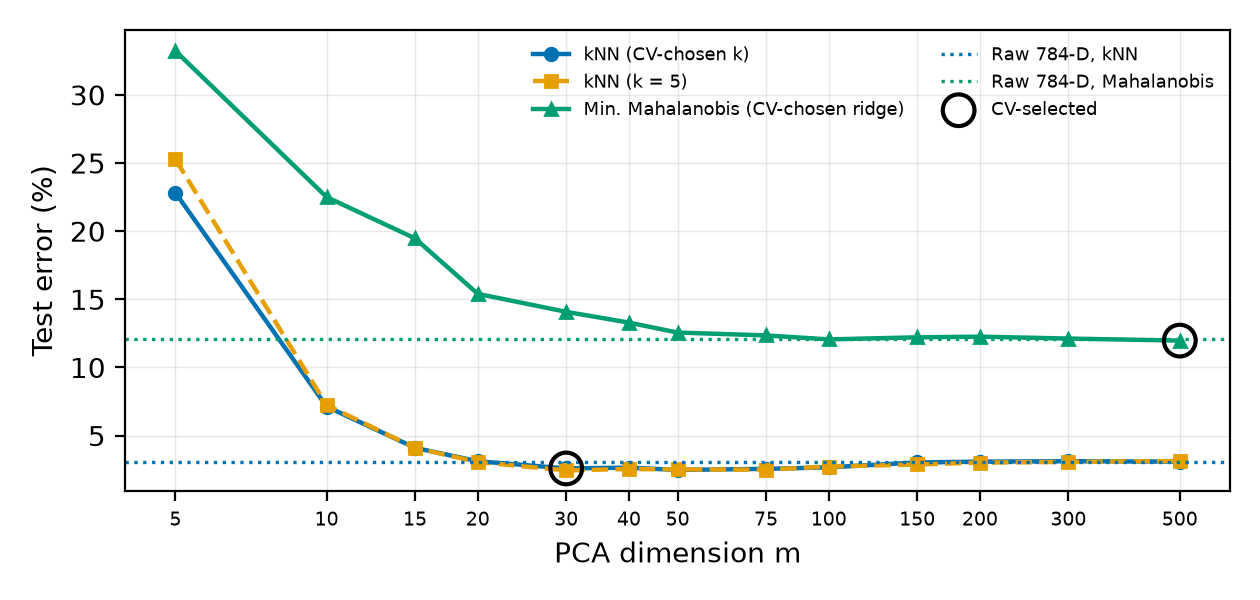 kNN (CV-chosen k)
kNN (k = 5)
Min. Mahalanobis (CV-chosen ridge)
Raw 784-D, kNN
Raw 784-D, Mahalanobis
CV-selected
Test error (%)
30
25
20
15
10
5
5 10 15 20 30 40 50 75 100 150 200 300 500
PCA dimension m